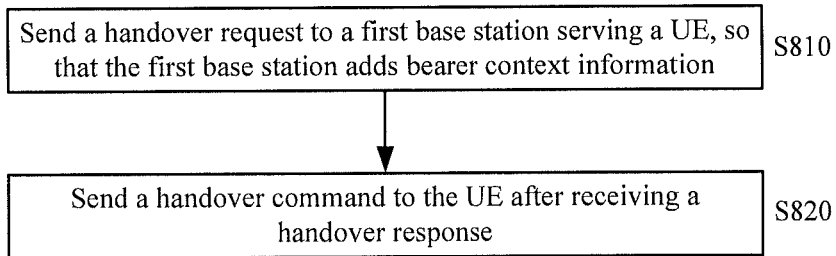 Send a handover request to a first base station serving a UE, so
that the first base station adds bearer context information
S810
Send a handover command to the UE after receiving a
handover response
S820